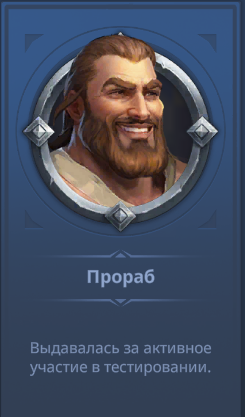 Прораб
Выдавалась за активное
участие в тестировании.